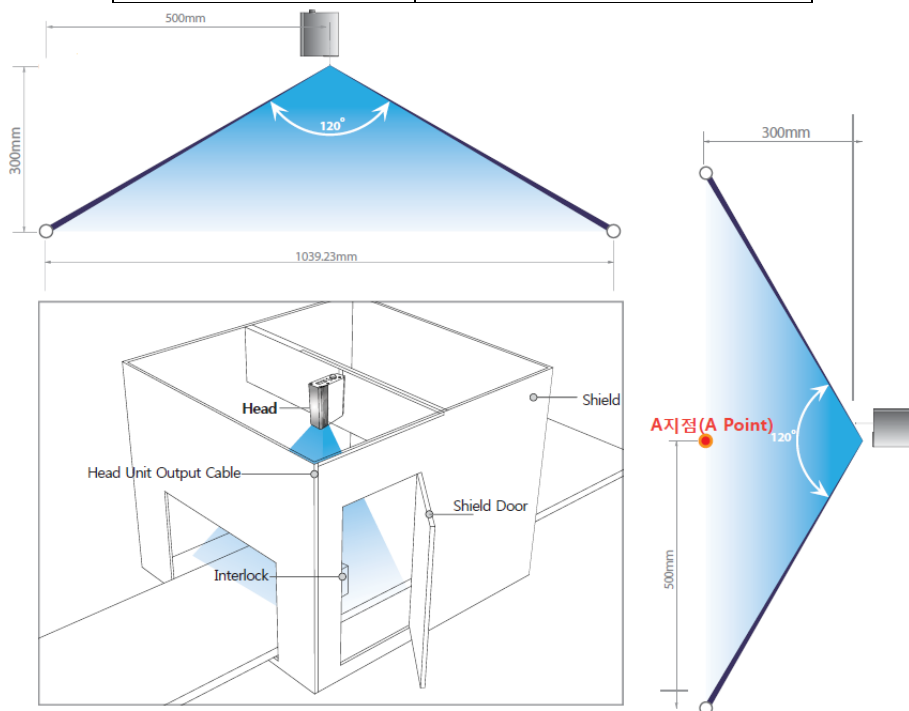 500mm
300mm
120°
1039.23mm
300mm
A지점(A Point)
120°
500mm
Head
Shield
Head Unit Output Cable
Shield Door
Interlock